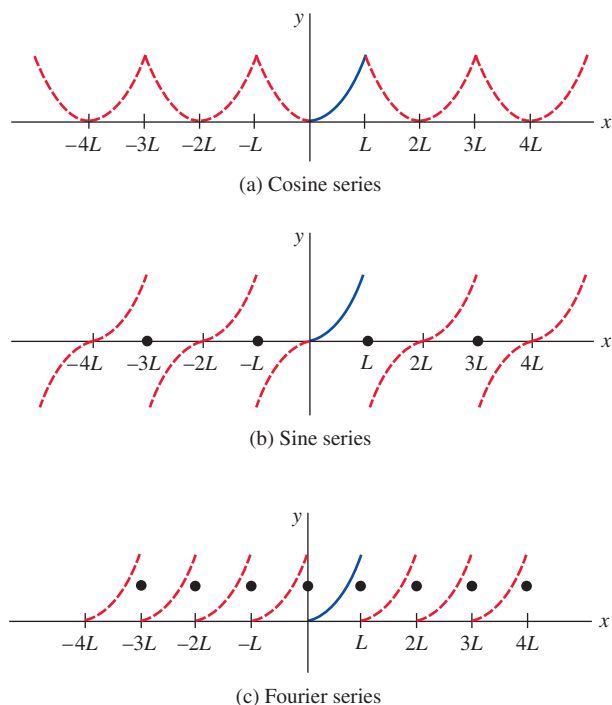 y
x
−4L −3L −2L −L L 2L 3L 4L
(a) Cosine series
y
x
−4L −3L −2L −L L 2L 3L 4L
(b) Sine series
y
x
−4L −3L −2L −L L 2L 3L 4L
(c) Fourier series